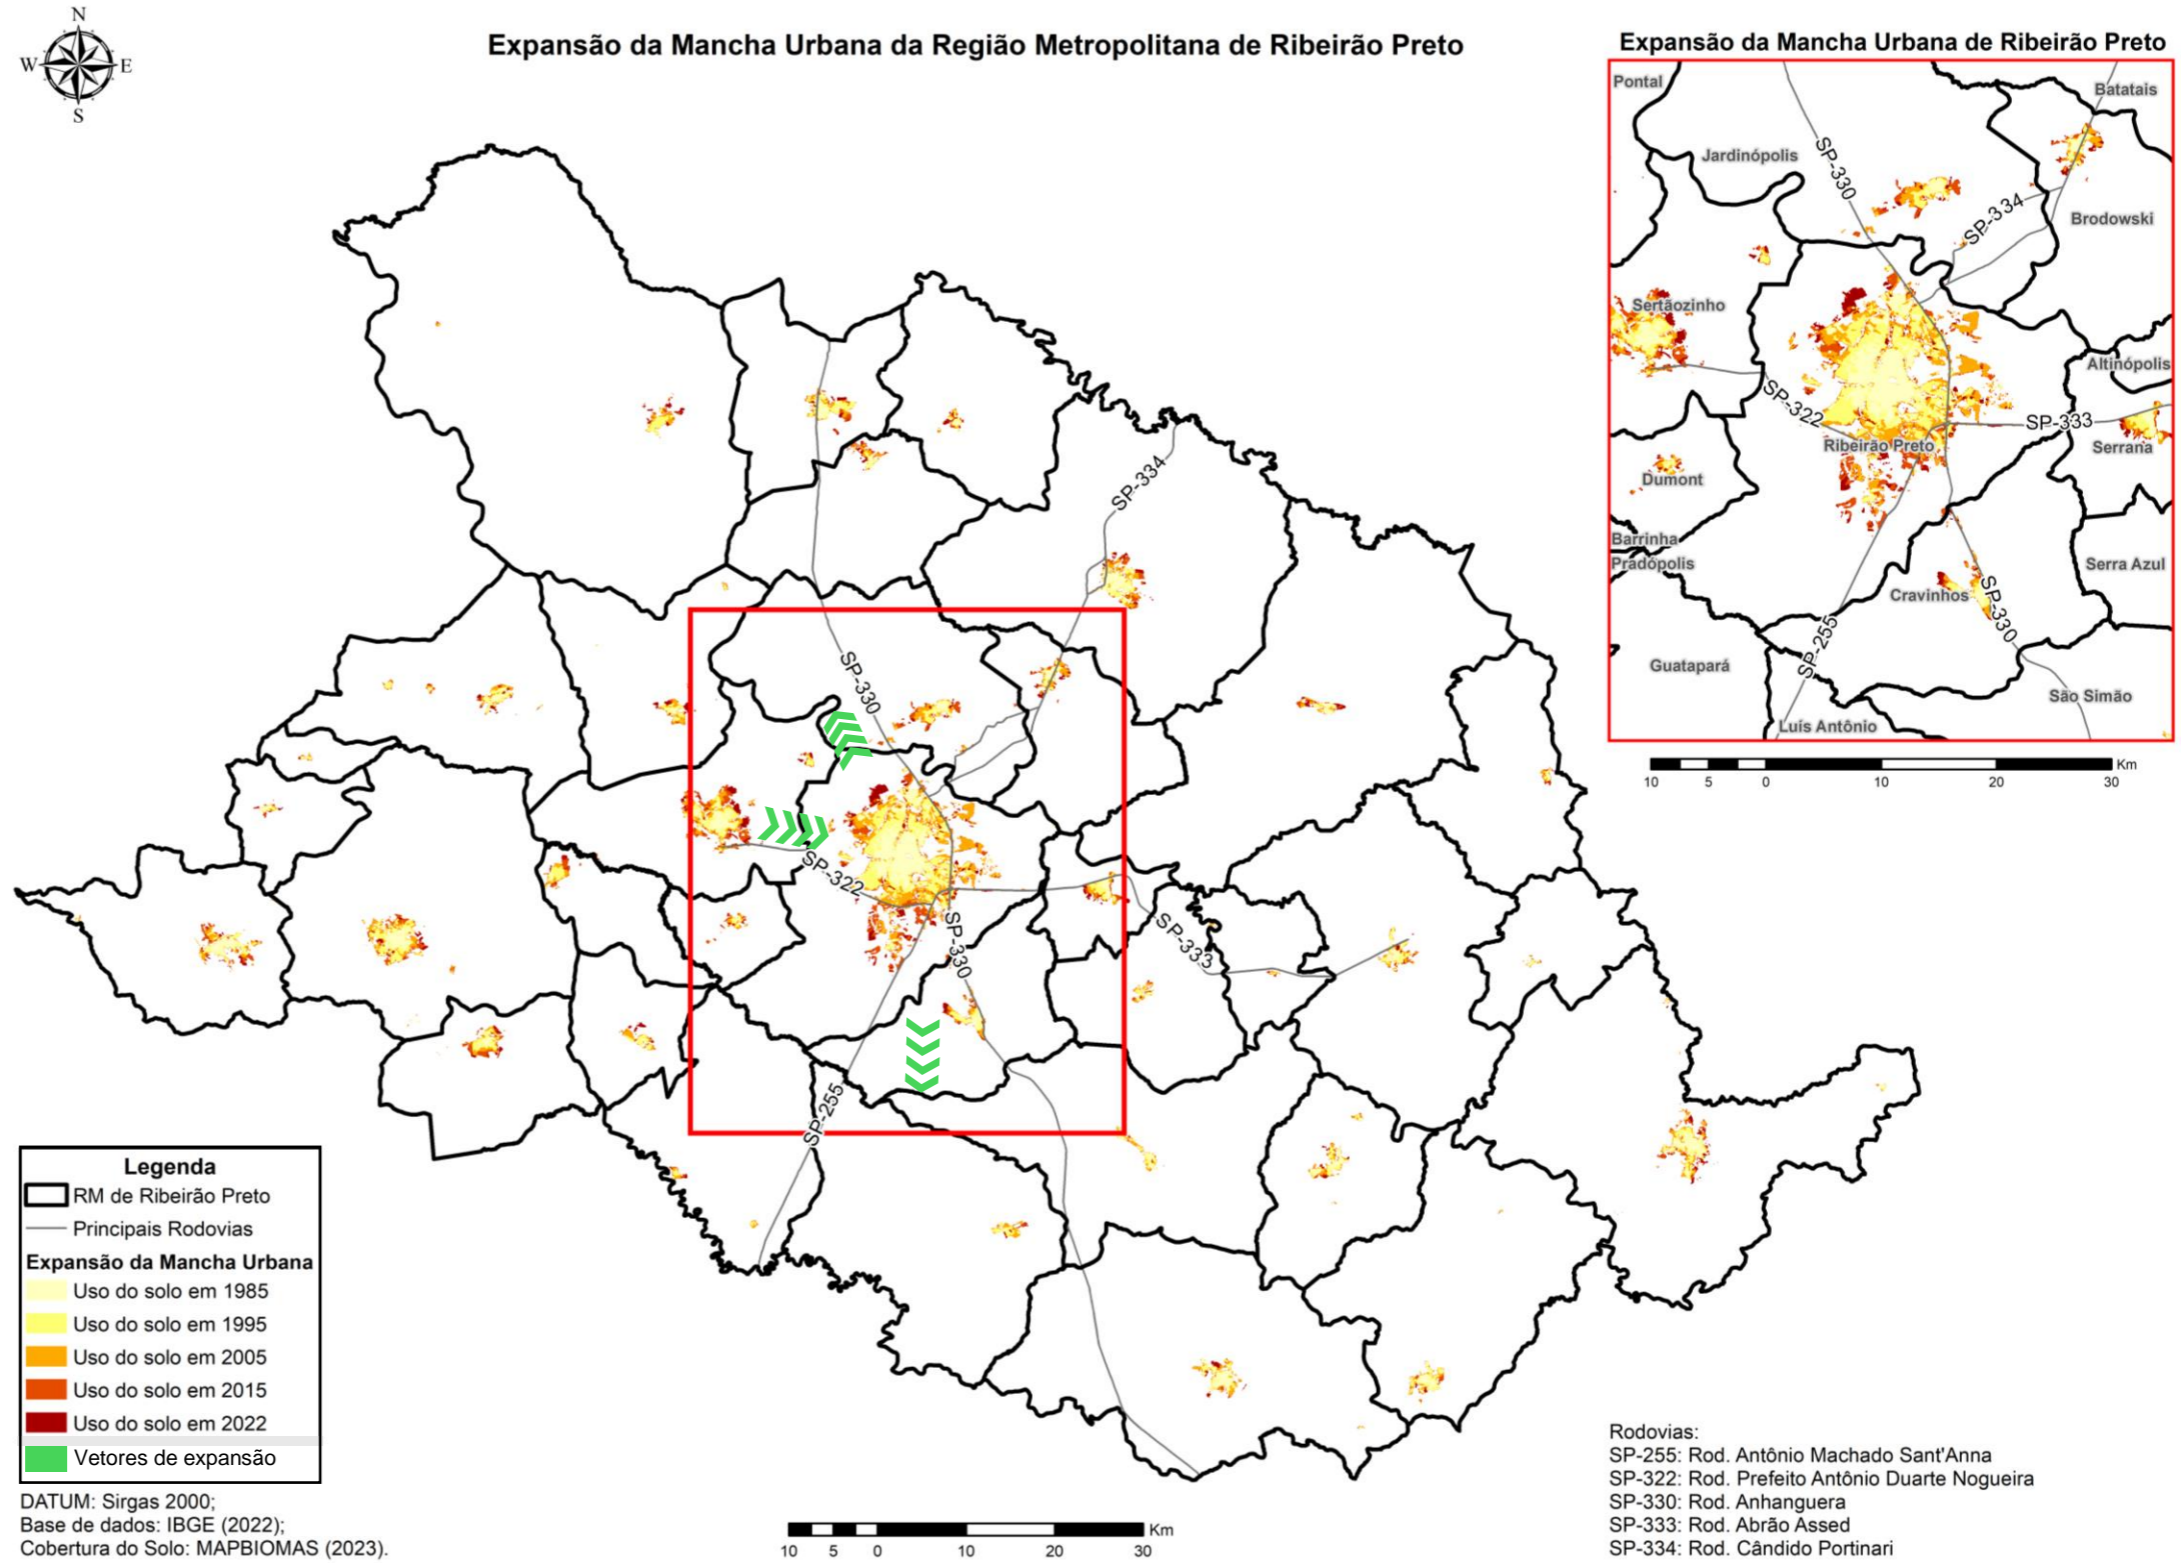 N
W
E
S
Expansão da Mancha Urbana da Região Metropolitana de Ribeirão Preto
Expansão da Mancha Urbana de Ribeirão Preto
Pontal
Batatais
Jardinópolis
SP-330
SP-334
Brodowski
Sertãozinho
Altinópolis
SP-322
SP-333
Ribeirão Preto
Serrana
Dumont
Barrinha
Pradópolis
Serra Azul
Cravinhos
SP-330
SP-255
Guatapará
São Simão
Luís Antônio
10 5 0 10 20 30 Km
SP-334
SP-330
SP-322
SP-330
SP-333
SP-255
Legenda
RM de Ribeirão Preto
Principais Rodovias
Expansão da Mancha Urbana
Uso do solo em 1985
Uso do solo em 1995
Uso do solo em 2005
Uso do solo em 2015
Uso do solo em 2022
Vetores de expansão
DATUM: Sirgas 2000;
Base de dados: IBGE (2022);
Cobertura do Solo: MAPBIOMAS (2023).
10 5 0 10 20 30 Km
Rodovias:
SP-255: Rod. Antônio Machado Sant'Anna
SP-322: Rod. Prefeito Antônio Duarte Nogueira
SP-330: Rod. Anhanguera
SP-333: Rod. Abrão Assed
SP-334: Rod. Cândido Portinari